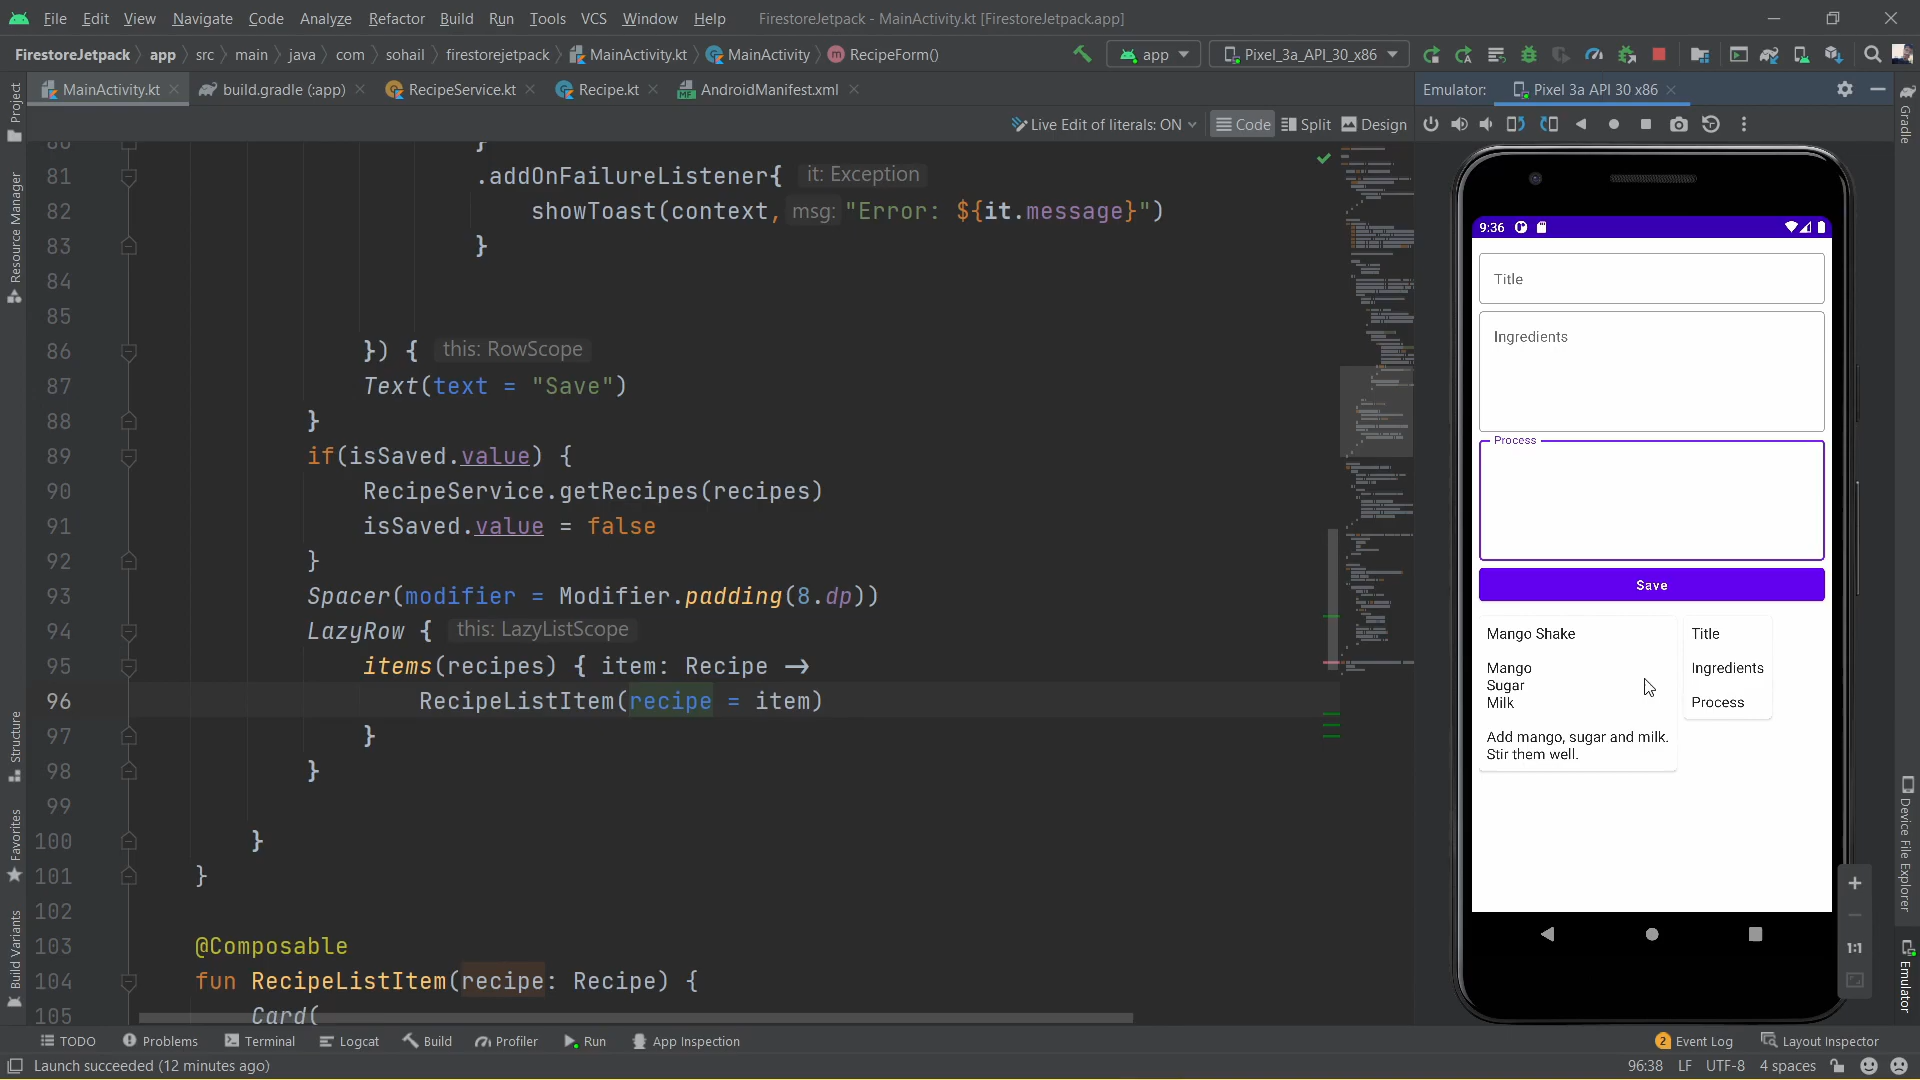 File Edit View Navigate Code Analyze Refactor Build Run Tools VCS Window Help FirestoreJetpack - MainActivity.kt [FirestoreJetpack.app]
FirestoreJetpack app src main java com sohail firestorejetpack MainActivity.kt MainActivity RecipeForm() app Pixel_3a_API_30_x86
MainActivity.kt build.gradle (:app) RecipeService.kt Recipe.kt AndroidManifest.xml
Emulator: Pixel 3a API 30 x86
Live Edit of literals: ON Code Split Design
Project
Resource Manager
Structure
Favorites
Build Variants
81 .addOnFailureListener{ it: Exception
82 showToast(context, msg: "Error: ${it.message}")
83 }
84
85
86 }) { this: RowScope
87 Text(text = "Save")
88 }
89 if(isSaved.value) {
90 RecipeService.getRecipes(recipes)
91 isSaved.value = false
92 }
93 Spacer(modifier = Modifier.padding(8.dp))
94 LazyRow { this: LazyListScope
95 items(recipes) { item: Recipe →
96 RecipeListItem(recipe = item)
97 }
98 }
99
100 }
101 }
102
103 @Composable
104 fun RecipeListItem(recipe: Recipe) {
105 Card(
9:36
Title
Ingredients
Process
Save
Mango Shake
Mango
Sugar
Milk
Add mango, sugar and milk.
Stir them well.
Title
Ingredients
Process
1:1
Gradle
Device File Explorer
Emulator
TODO Problems Terminal Logcat Build Profiler Run App Inspection 2 Event Log Layout Inspector
Launch succeeded (12 minutes ago) 96:38 LF UTF-8 4 spaces